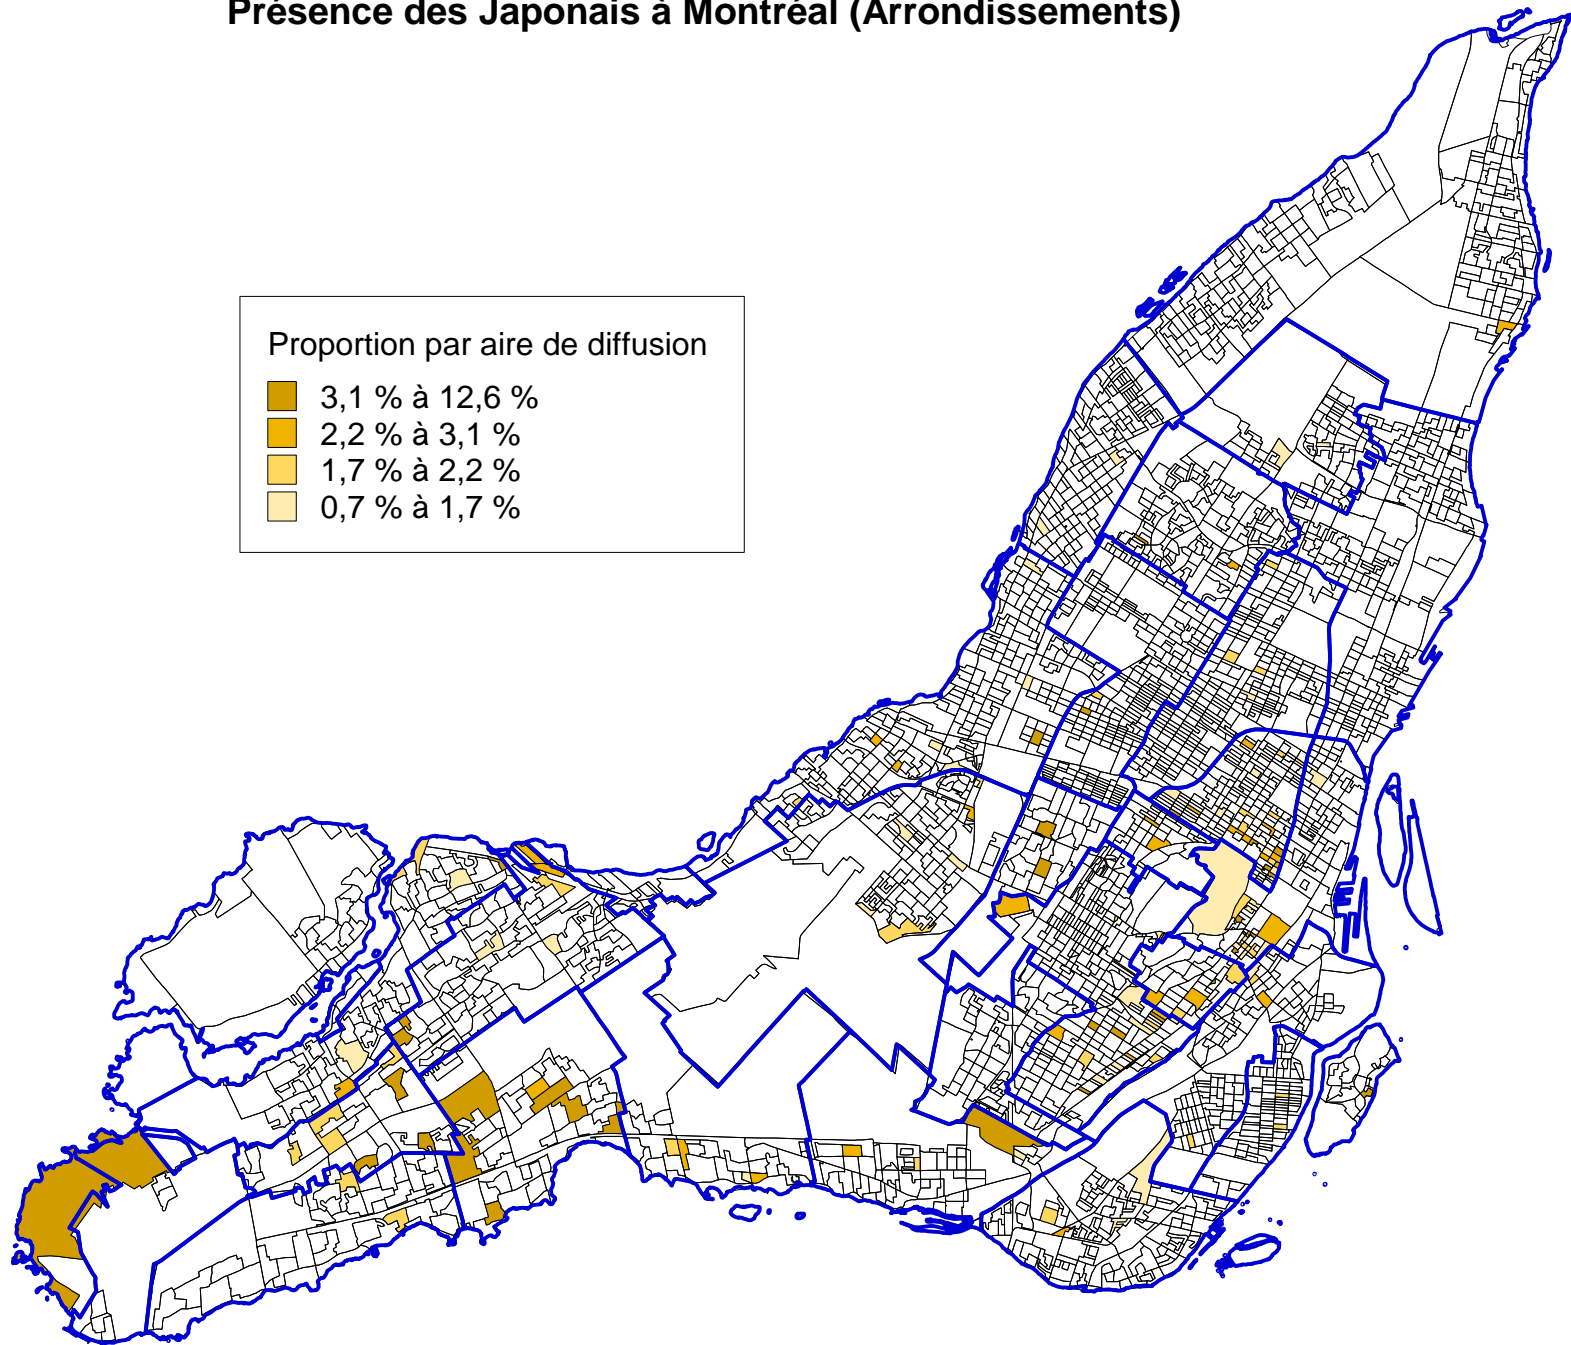 Présence des Japonais à Montréal (Arrondissements)
Proportion par aire de diffusion
3,1 % à 12,6 %
2,2 % à 3,1 %
1,7 % à 2,2 %
0,7 % à 1,7 %